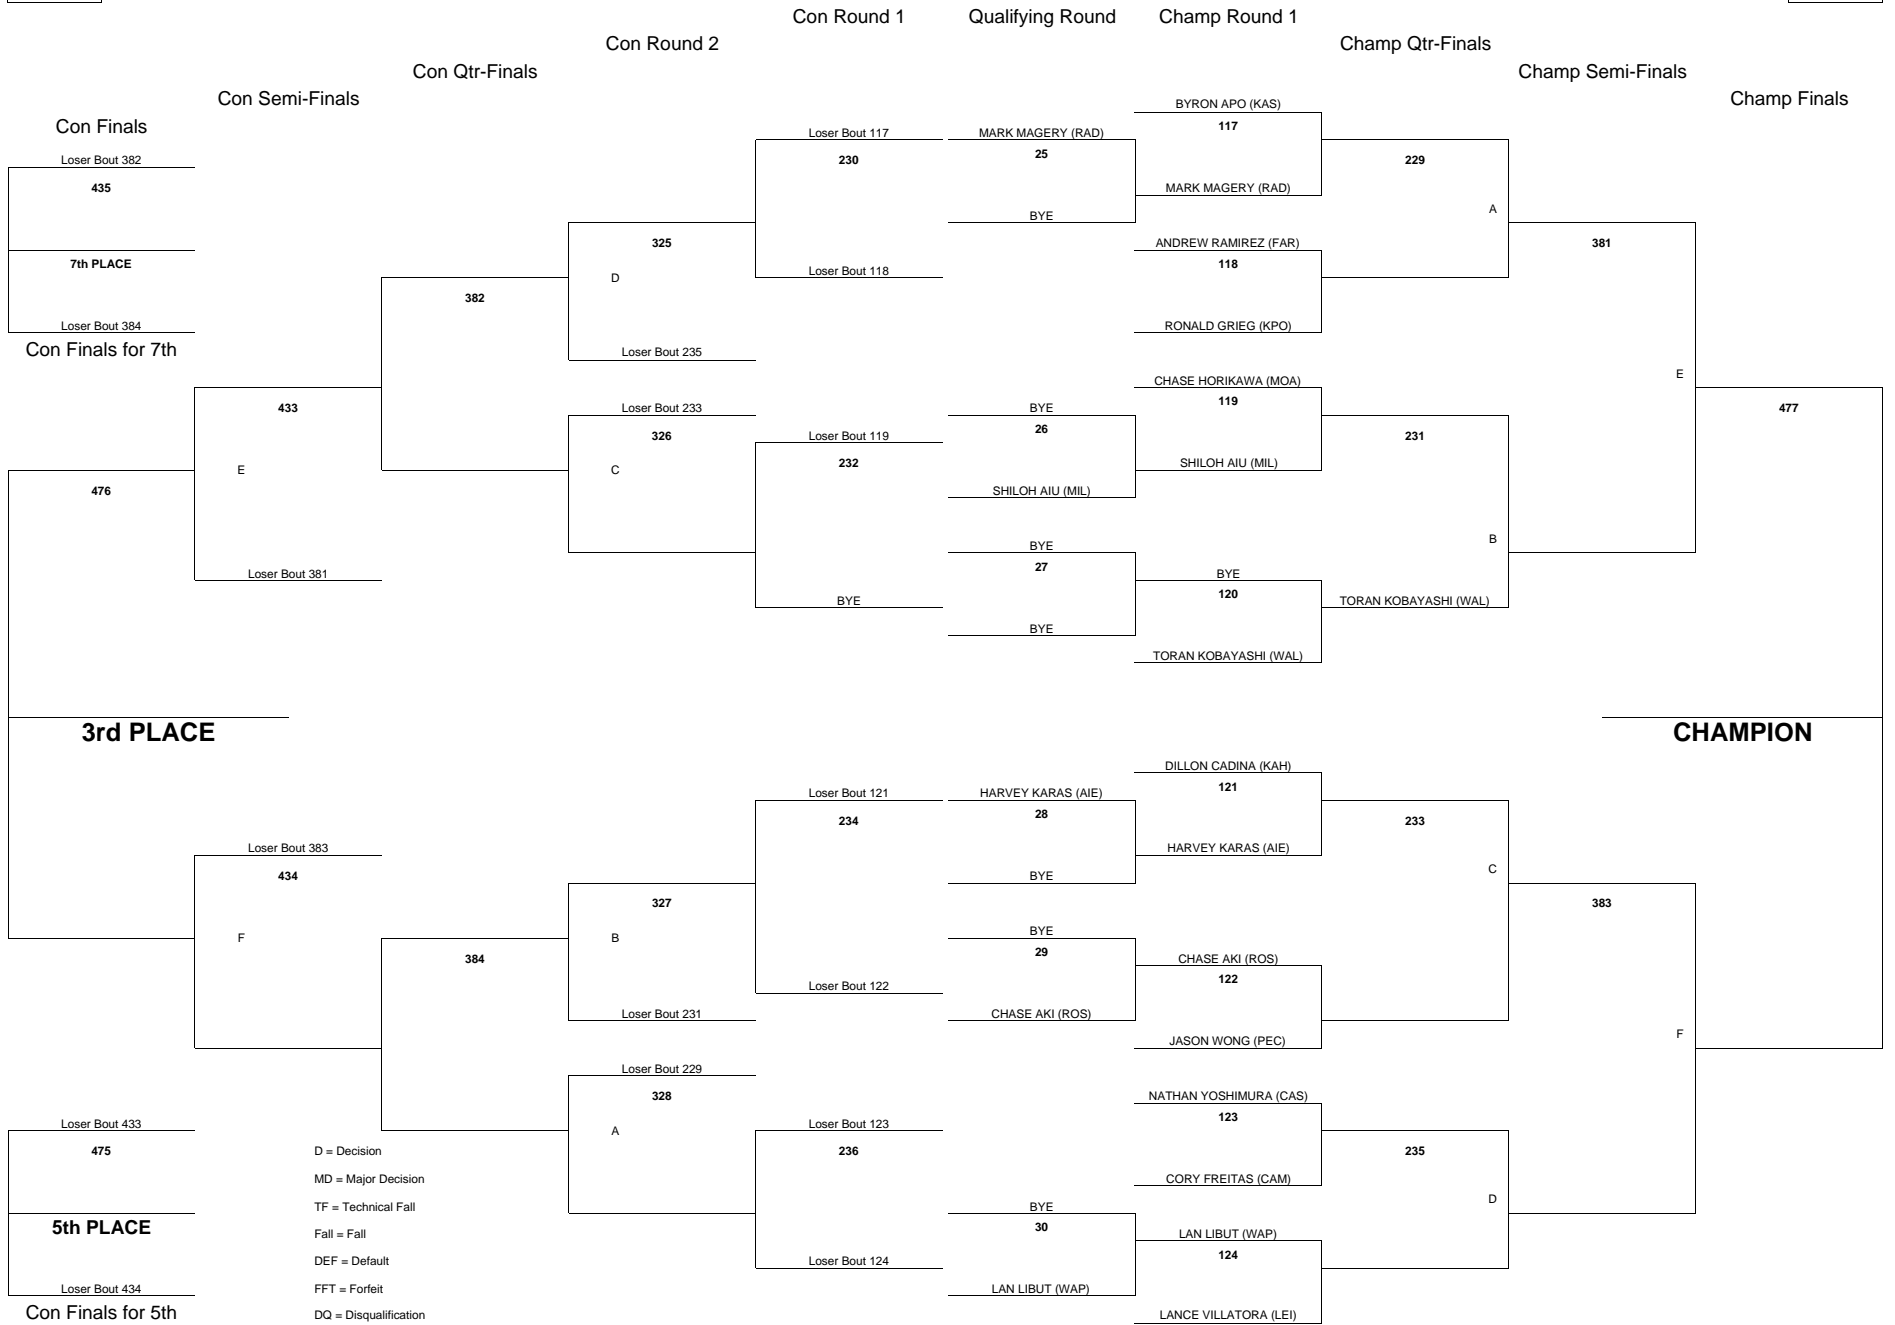 Con Round 1
Qualifying Round
Champ Round 1
Con Round 2
Champ Qtr-Finals
Con Qtr-Finals
Champ Semi-Finals
Con Semi-Finals
Champ Finals
Con Finals
BYRON APO (KAS)
117
Loser Bout 117
MARK MAGERY (RAD)
230
25
229
Loser Bout 382
435
MARK MAGERY (RAD)
BYE
A
325
ANDREW RAMIREZ (FAR)
381
7th PLACE
118
D
Loser Bout 118
382
Loser Bout 384
RONALD GRIEG (KPO)
Con Finals for 7th
Loser Bout 235
E
CHASE HORIKAWA (MOA)
119
433
Loser Bout 233
BYE
477
326
Loser Bout 119
26
231
232
E
C
SHILOH AIU (MIL)
476
SHILOH AIU (MIL)
BYE
B
27
Loser Bout 381
BYE
120
BYE
TORAN KOBAYASHI (WAL)
BYE
TORAN KOBAYASHI (WAL)
3rd PLACE
CHAMPION
DILLON CADINA (KAH)
121
Loser Bout 121
HARVEY KARAS (AIE)
234
28
233
Loser Bout 383
HARVEY KARAS (AIE)
434
BYE
C
327
383
F
B
BYE
384
29
CHASE AKI (ROS)
122
Loser Bout 122
Loser Bout 231
CHASE AKI (ROS)
F
JASON WONG (PEC)
Loser Bout 229
328
NATHAN YOSHIMURA (CAS)
123
Loser Bout 433
A
Loser Bout 123
475
D = Decision
236
235
MD = Major Decision
CORY FREITAS (CAM)
TF = Technical Fall
BYE
D
5th PLACE
30
Fall = Fall
LAN LIBUT (WAP)
124
DEF = Default
Loser Bout 124
Loser Bout 434
FFT = Forfeit
LAN LIBUT (WAP)
Con Finals for 5th
DQ = Disqualification
LANCE VILLATORA (LEI)